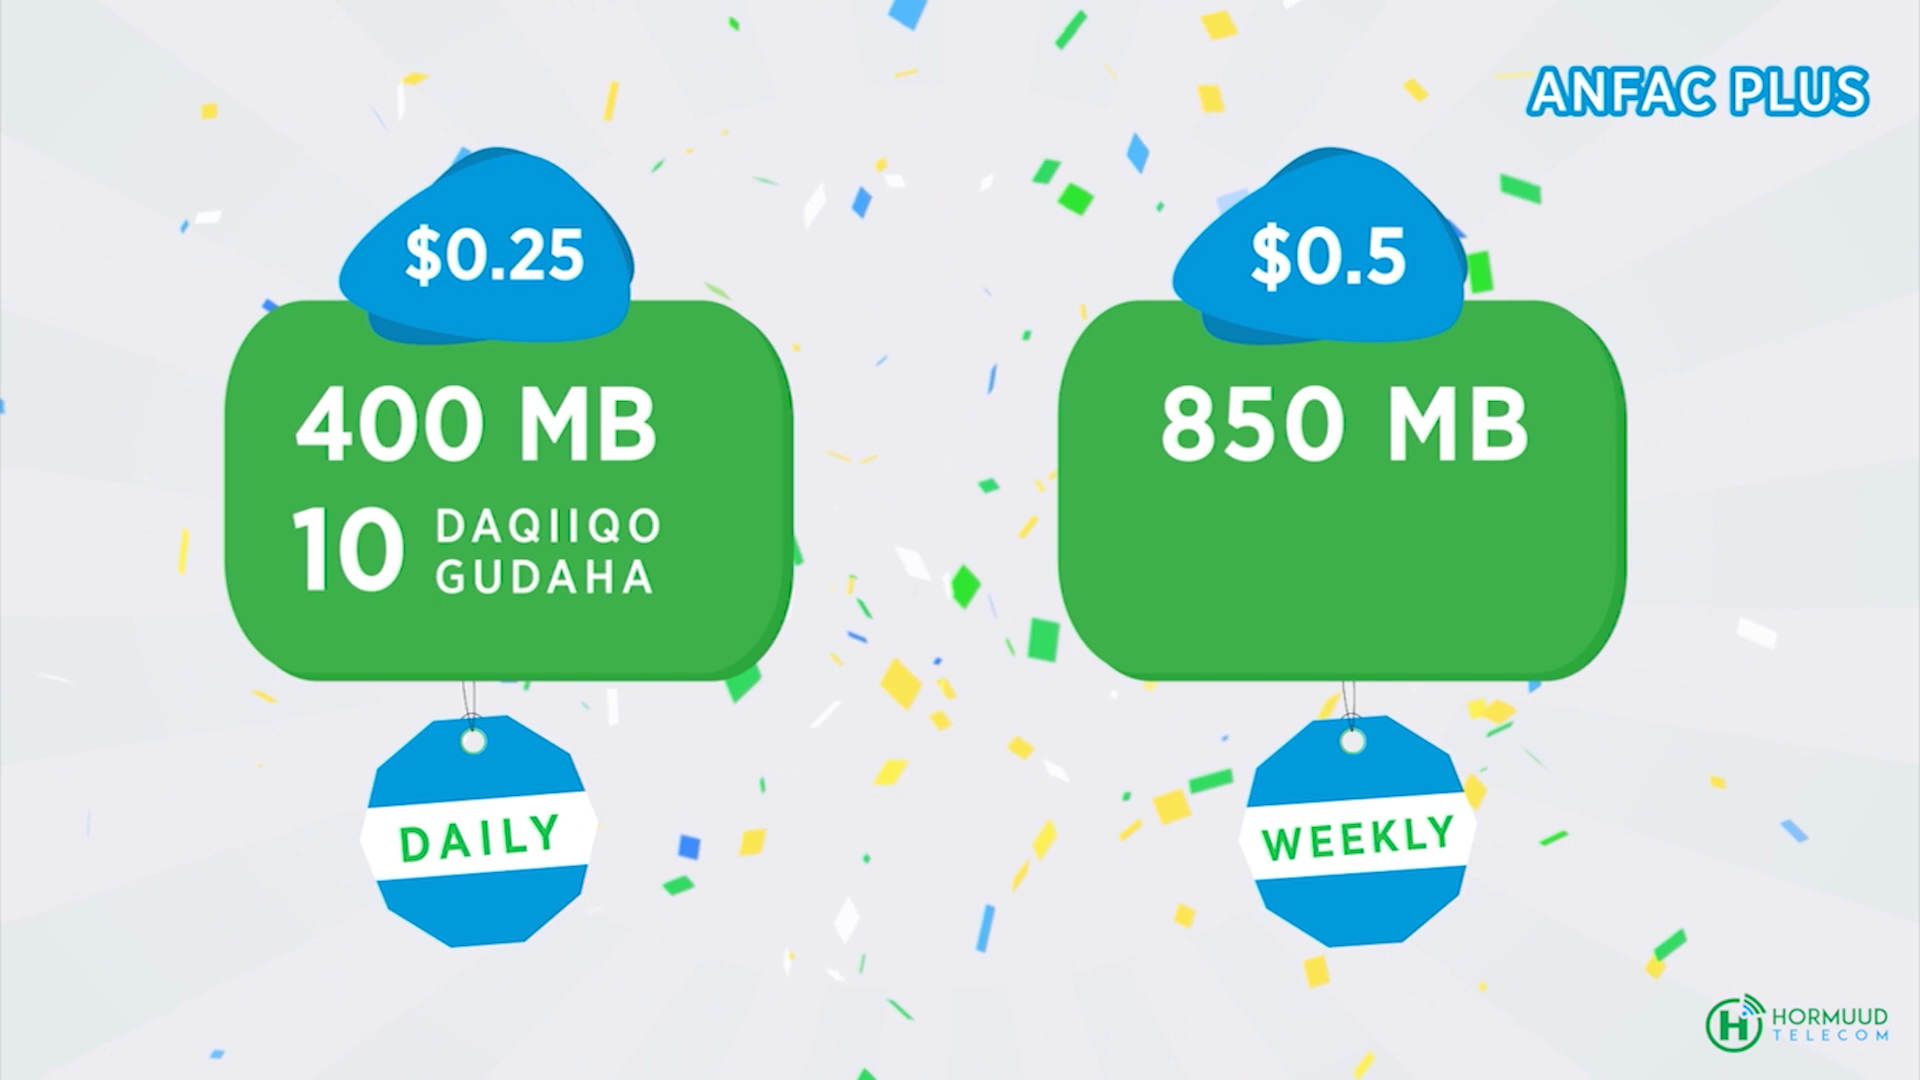 ANFAC PLUS
$0.25
400 MB
10 DAQIIQO
GUDAHA
DAILY
$0.5
850 MB
WEEKLY
HORMUUD
TELECOM